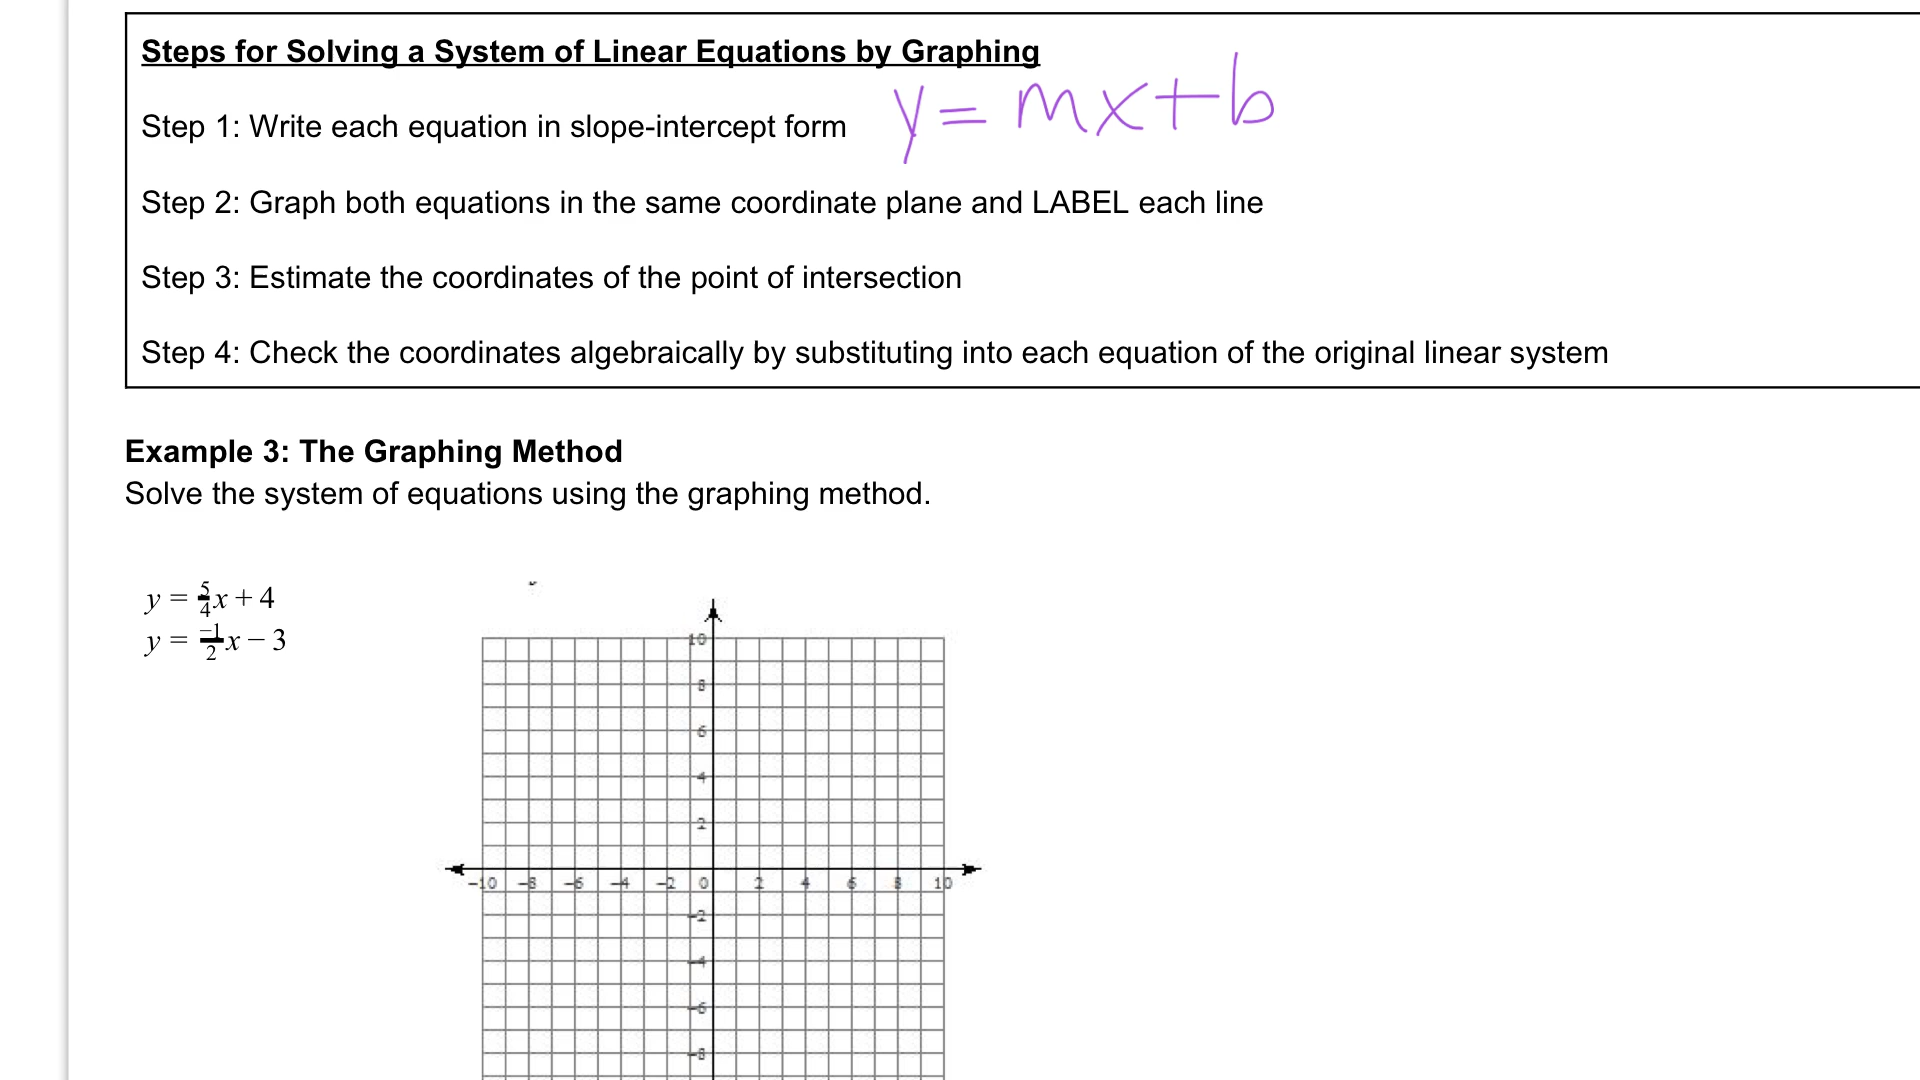 Steps for Solving a System of Linear Equations by Graphing
Step 1: Write each equation in slope-intercept form y = mx+b
Step 2: Graph both equations in the same coordinate plane and LABEL each line
Step 3: Estimate the coordinates of the point of intersection
Step 4: Check the coordinates algebraically by substituting into each equation of the original linear system
Example 3: The Graphing Method
Solve the system of equations using the graphing method.
y = 5/4 x + 4
y = -1/2 x − 3
10
8
6
4
2
-10 -8 -6 -4 -2 0 2 4 6 8 10
-2
-4
-6
-8